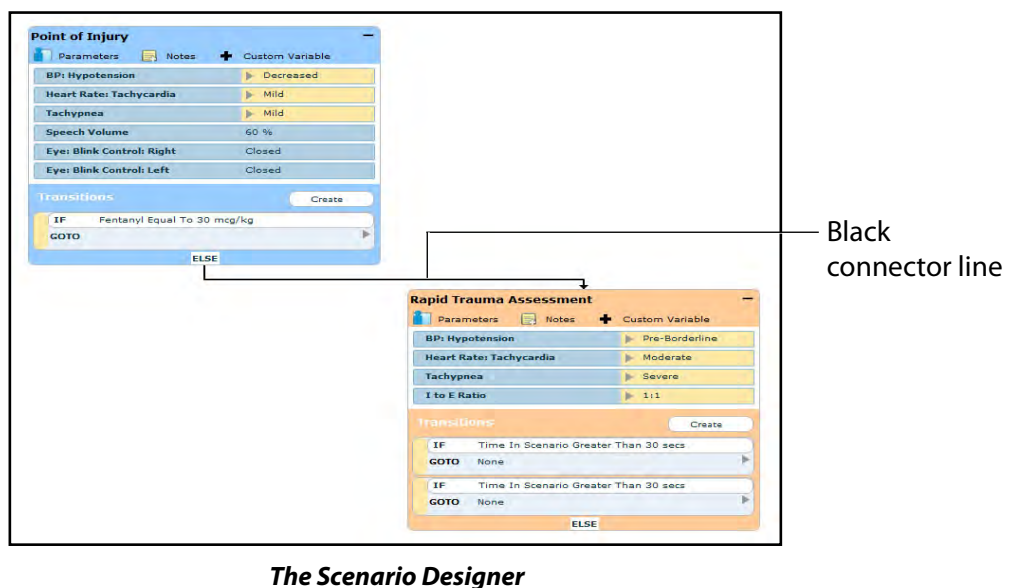 Point of Injury –
Parameters Notes + Custom Variable
BP: Hypotension Decreased
Heart Rate: Tachycardia Mild
Tachypnea Mild
Speech Volume 60 %
Eye: Blink Control: Right Closed
Eye: Blink Control: Left Closed
Transitions Create
IF Fentanyl Equal To 30 mcg/kg
GOTO
ELSE
Black
connector line
Rapid Trauma Assessment –
Parameters Notes + Custom Variable
BP: Hypotension Pre-Borderline
Heart Rate: Tachycardia Moderate
Tachypnea Severe
I to E Ratio 1:1
Transitions Create
IF Time In Scenario Greater Than 30 secs
GOTO None
IF Time In Scenario Greater Than 30 secs
GOTO None
ELSE
The Scenario Designer